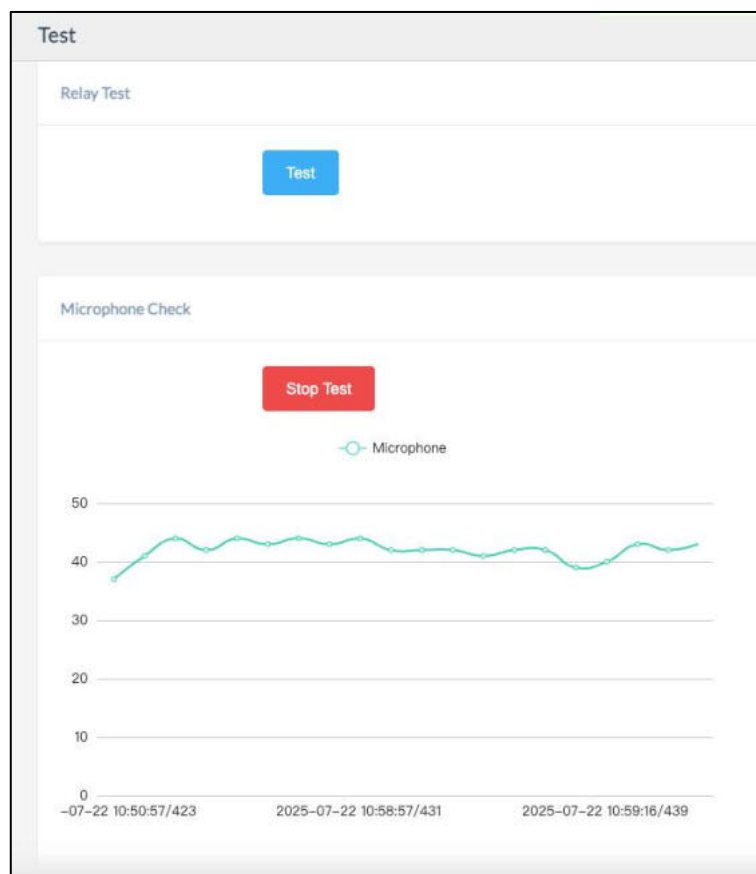 Test
Relay Test
Test
Microphone Check
Stop Test
Microphone
50
40
30
20
10
0
-07-22 10:50:57/423 2025-07-22 10:58:57/431 2025-07-22 10:59:16/439